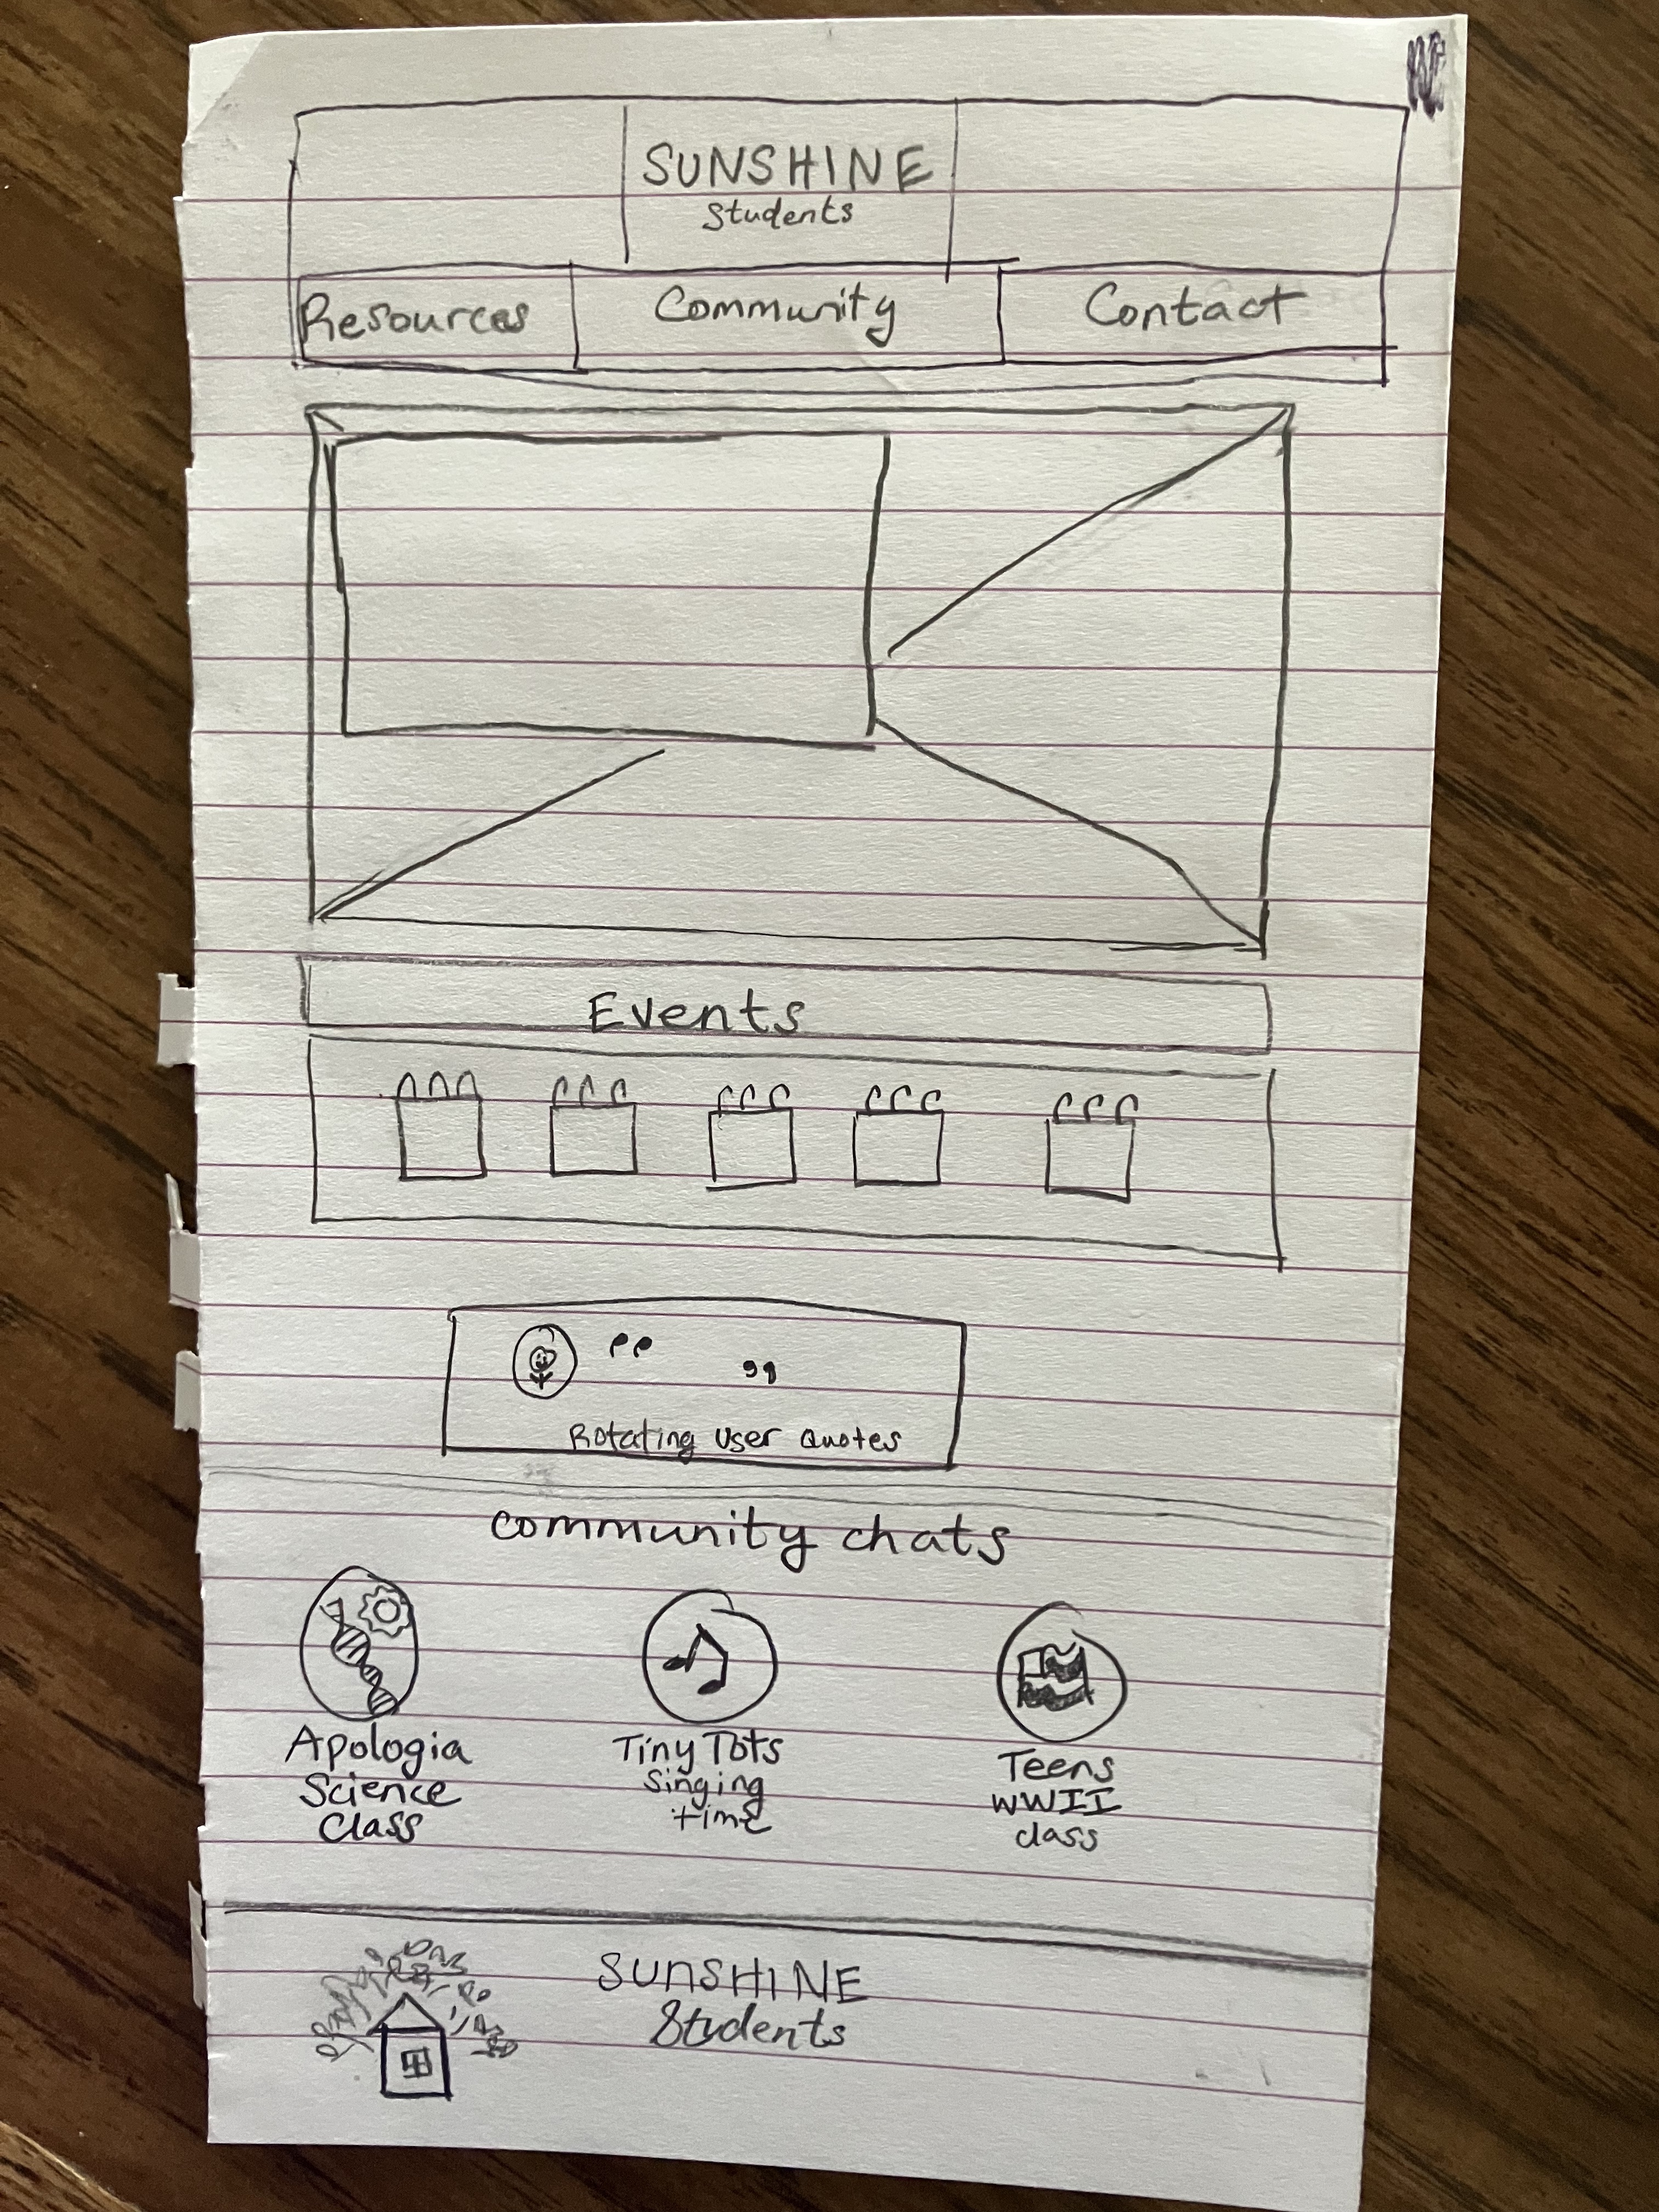 SUNSHINE
Students
Resources Community Contact
Events
Rotating User Quotes
community chats
Apologia
Science
Class
Tiny Tots
Singing
time
Teens
WWII
class
SUNSHINE
Students